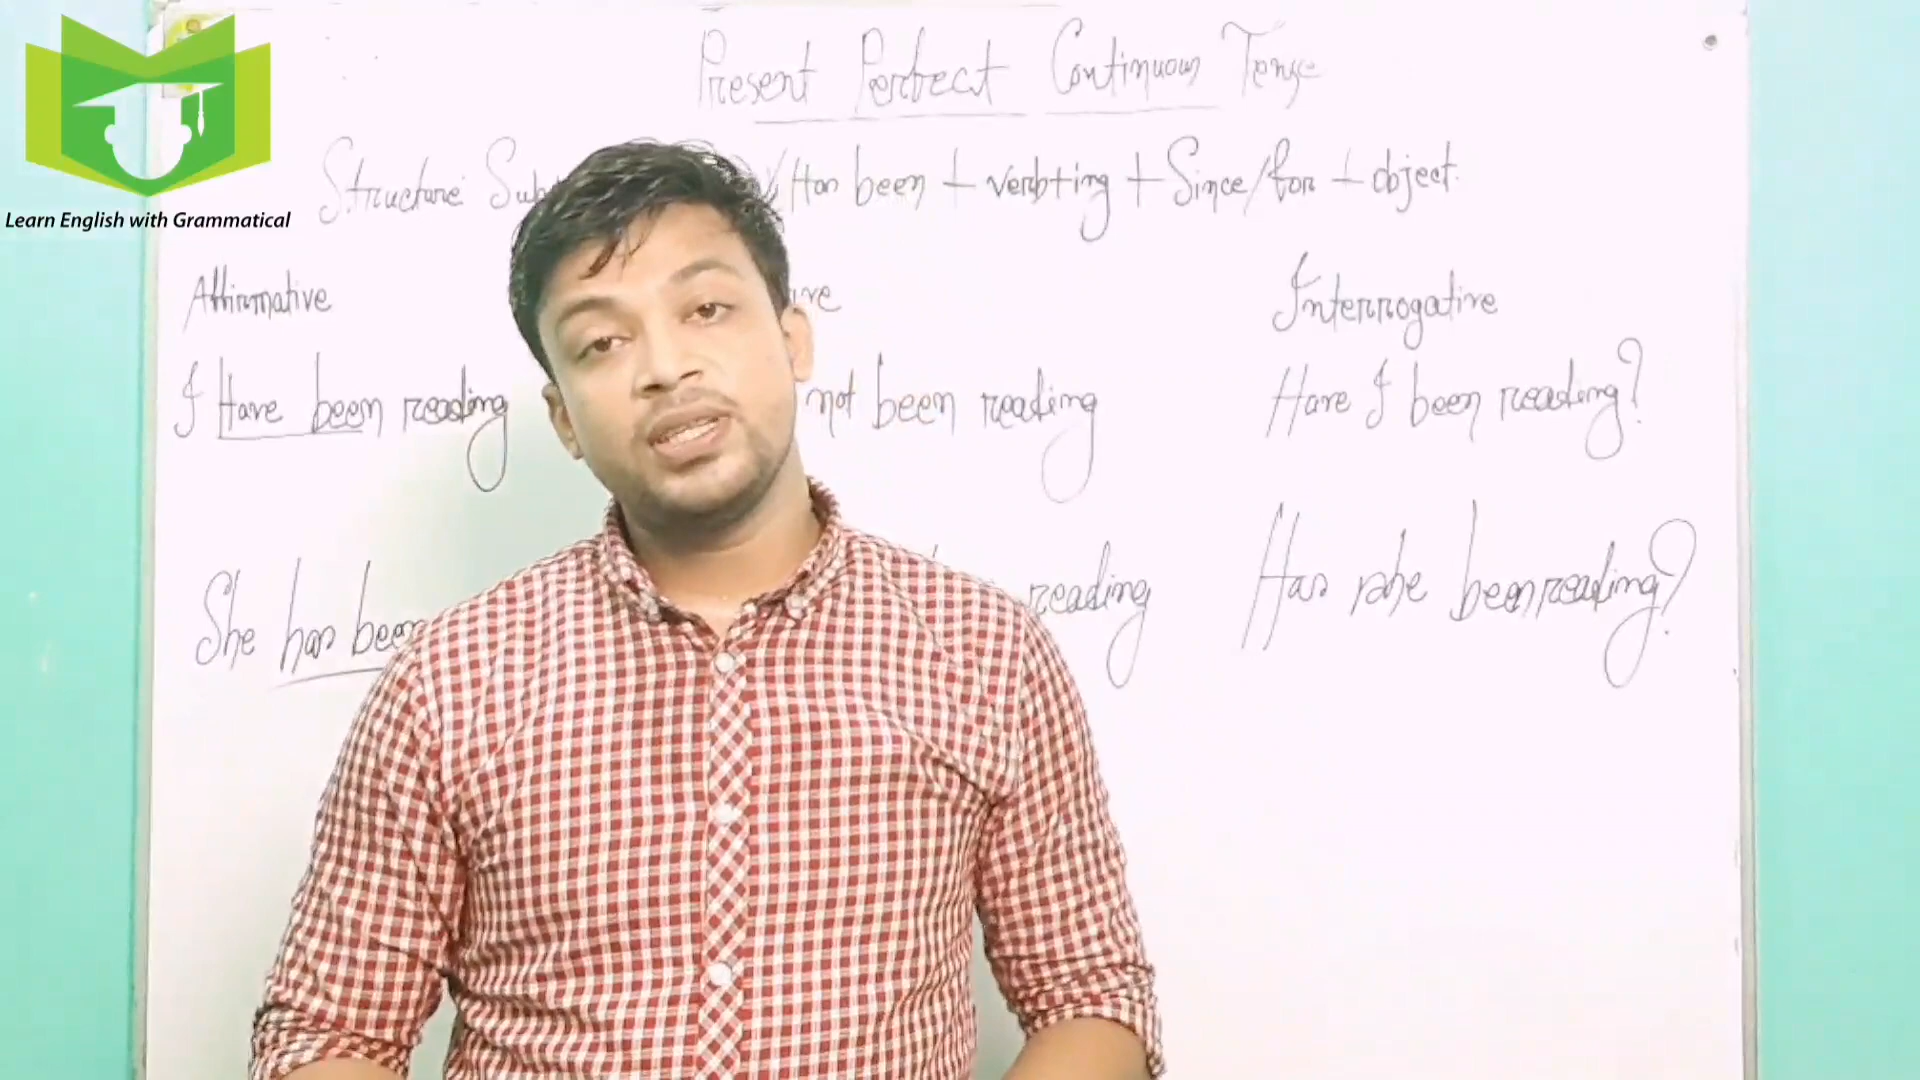 Learn English with Grammatical
Present Perfect Continuous Tense
Structure: Sub /Has been + verb+ing + Since/for + object.
Affirmative Interrogative
I Have been reading not been reading Have I been reading?
She has been reading Has she been reading?